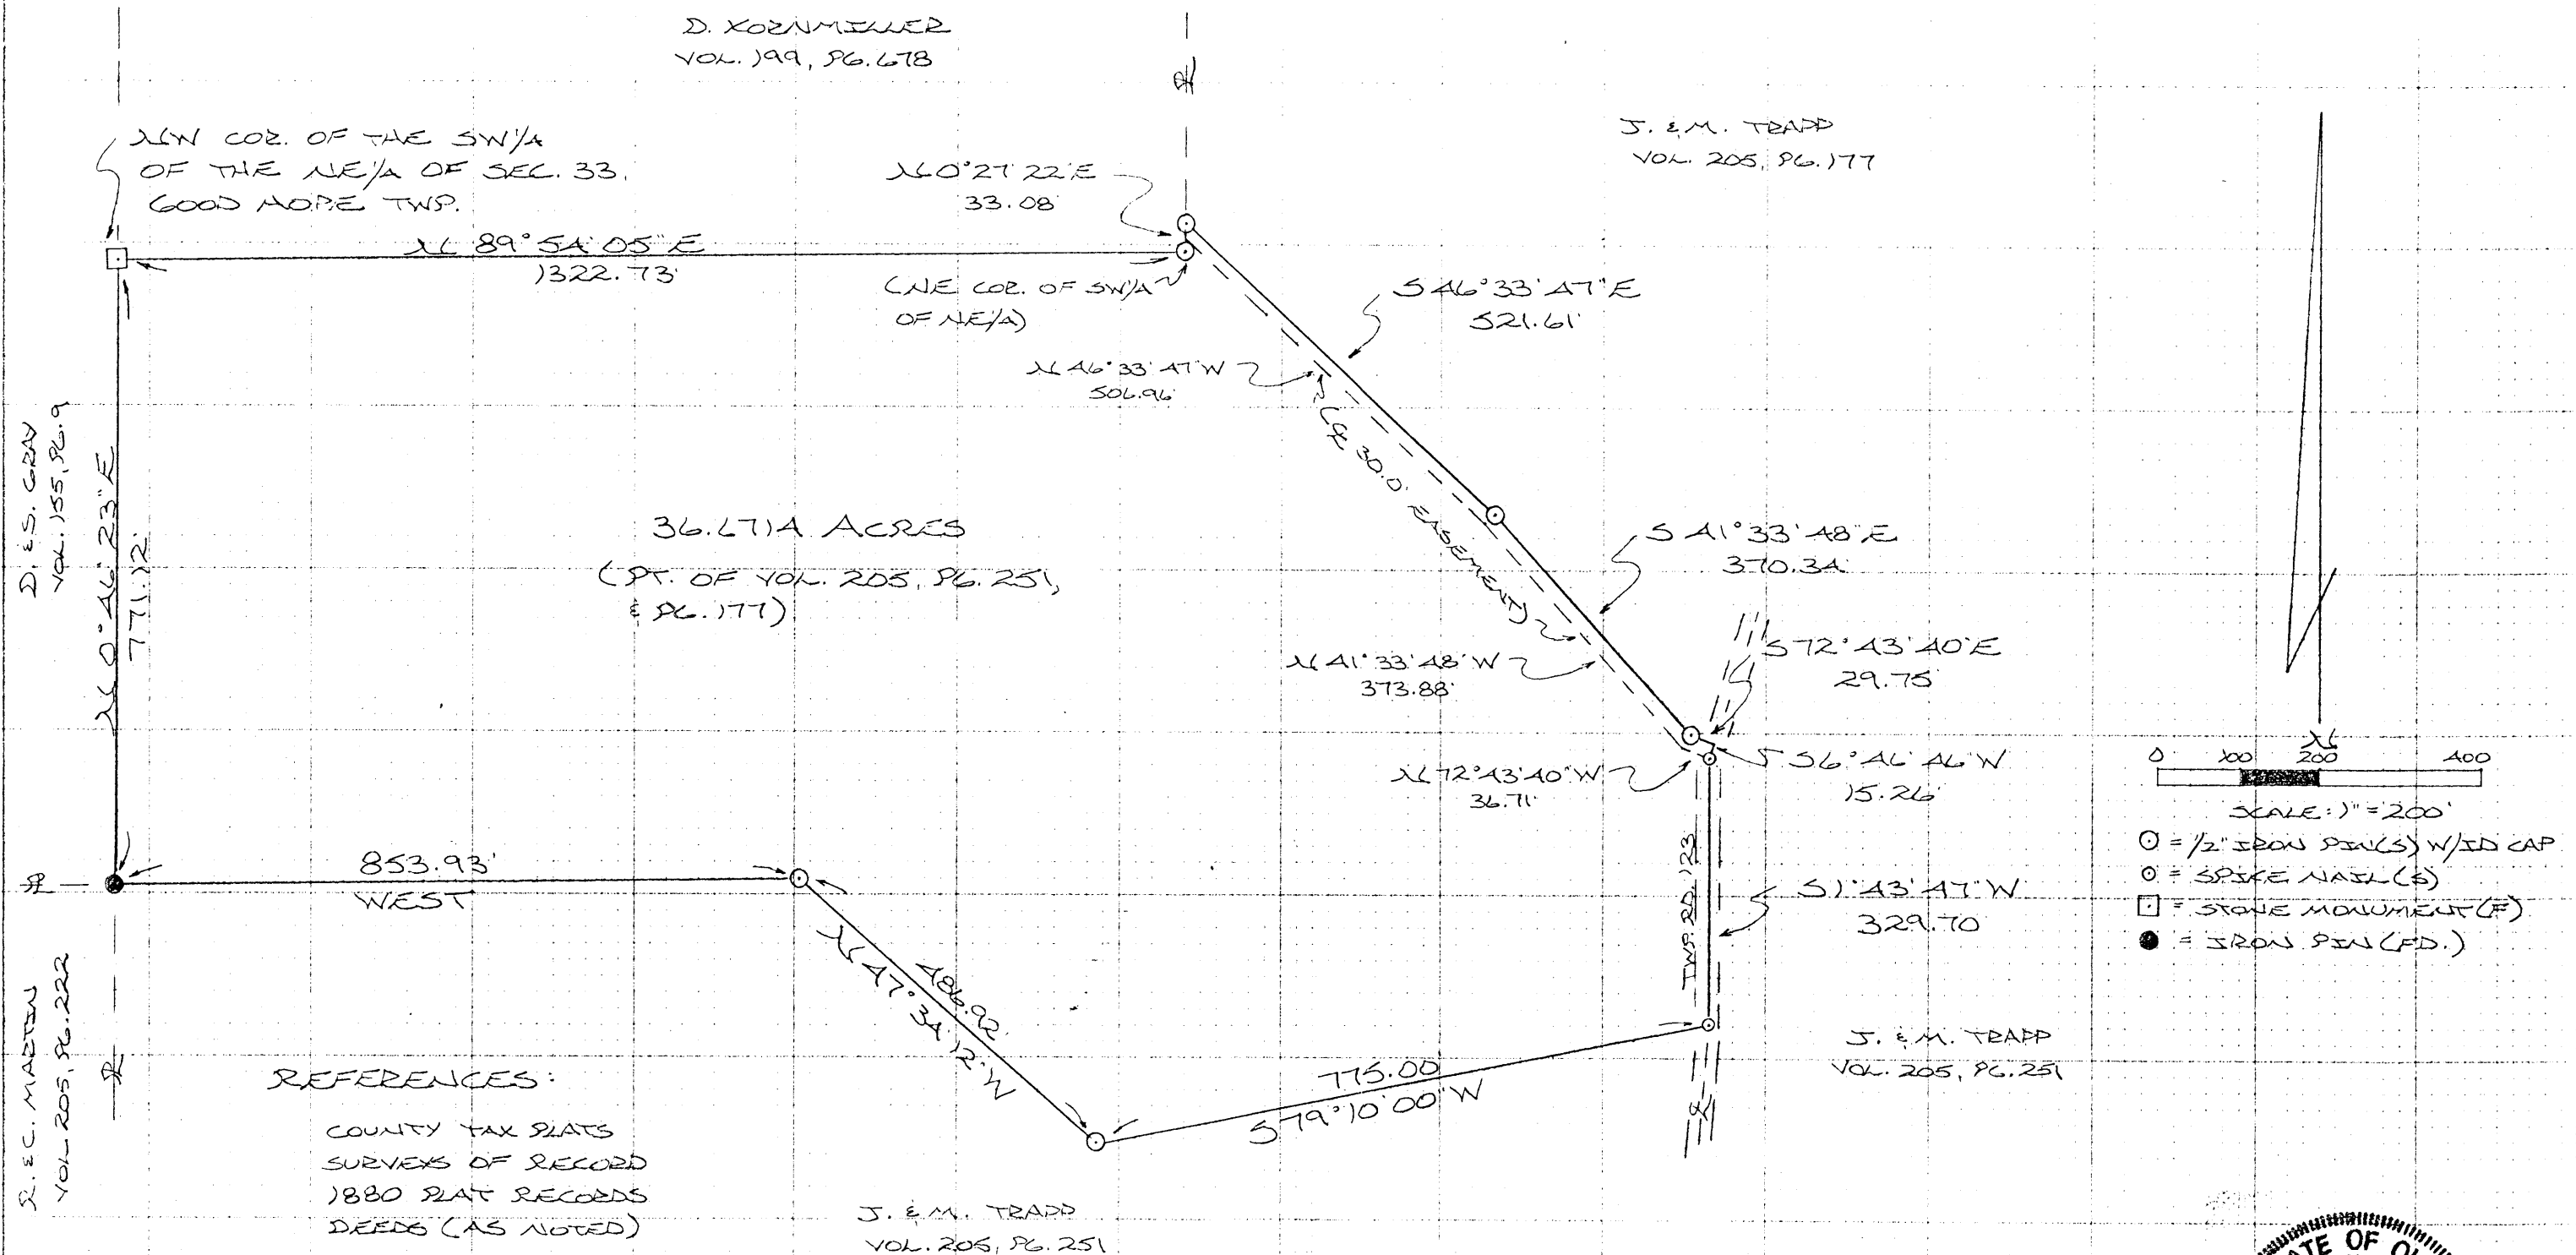 D. KORNMILLER
VOL. 199, PG. 678
J. & M. TRAPP
VOL. 205, PG. 177
NW COR. OF THE SW1/4
OF THE NE1/4 OF SEC. 33,
GOOD HOPE TWP.
N 0°27'22"E
33.08'
N 89°54'05"E
1322.73'
(NE COR. OF SW1/4
OF NE1/4)
S 46°33'47"E
521.61'
N 46°33'47"W
506.96'
(℄ 30.0' EASEMENT)
D. & S. GRAY
VOL. 155, PG. 9
N 0°46'23"E
771.12'
36.6714 ACRES
(PT. OF VOL. 205, PG. 251,
& PG. 177)
S 41°33'48"E
370.34'
N 41°33'48"W
373.88'
S 72°43'40"E
29.75'
S 6°46'46"W
15.26'
N 72°43'40"W
36.71'
N
0 100 200 400
SCALE: 1" = 200'
= 1/2" IRON PIN(S) W/ID CAP
= SPIKE NAIL(S)
= STONE MONUMENT(F)
= IRON PIN (FD.)
853.93'
WEST
TWP. RD. 123
S 1°43'47"W
329.70
486.92
N 47°34'12"W
775.00
S 79°10'00"W
R. & C. MARTIN
VOL 205, PG. 222
J. & M. TRAPP
VOL. 205, PG. 251
REFERENCES:
COUNTY TAX PLATS
SURVEYS OF RECORD
1880 PLAT RECORDS
DEEDS (AS NOTED)
J. & M. TRAPP
VOL. 205, PG. 251